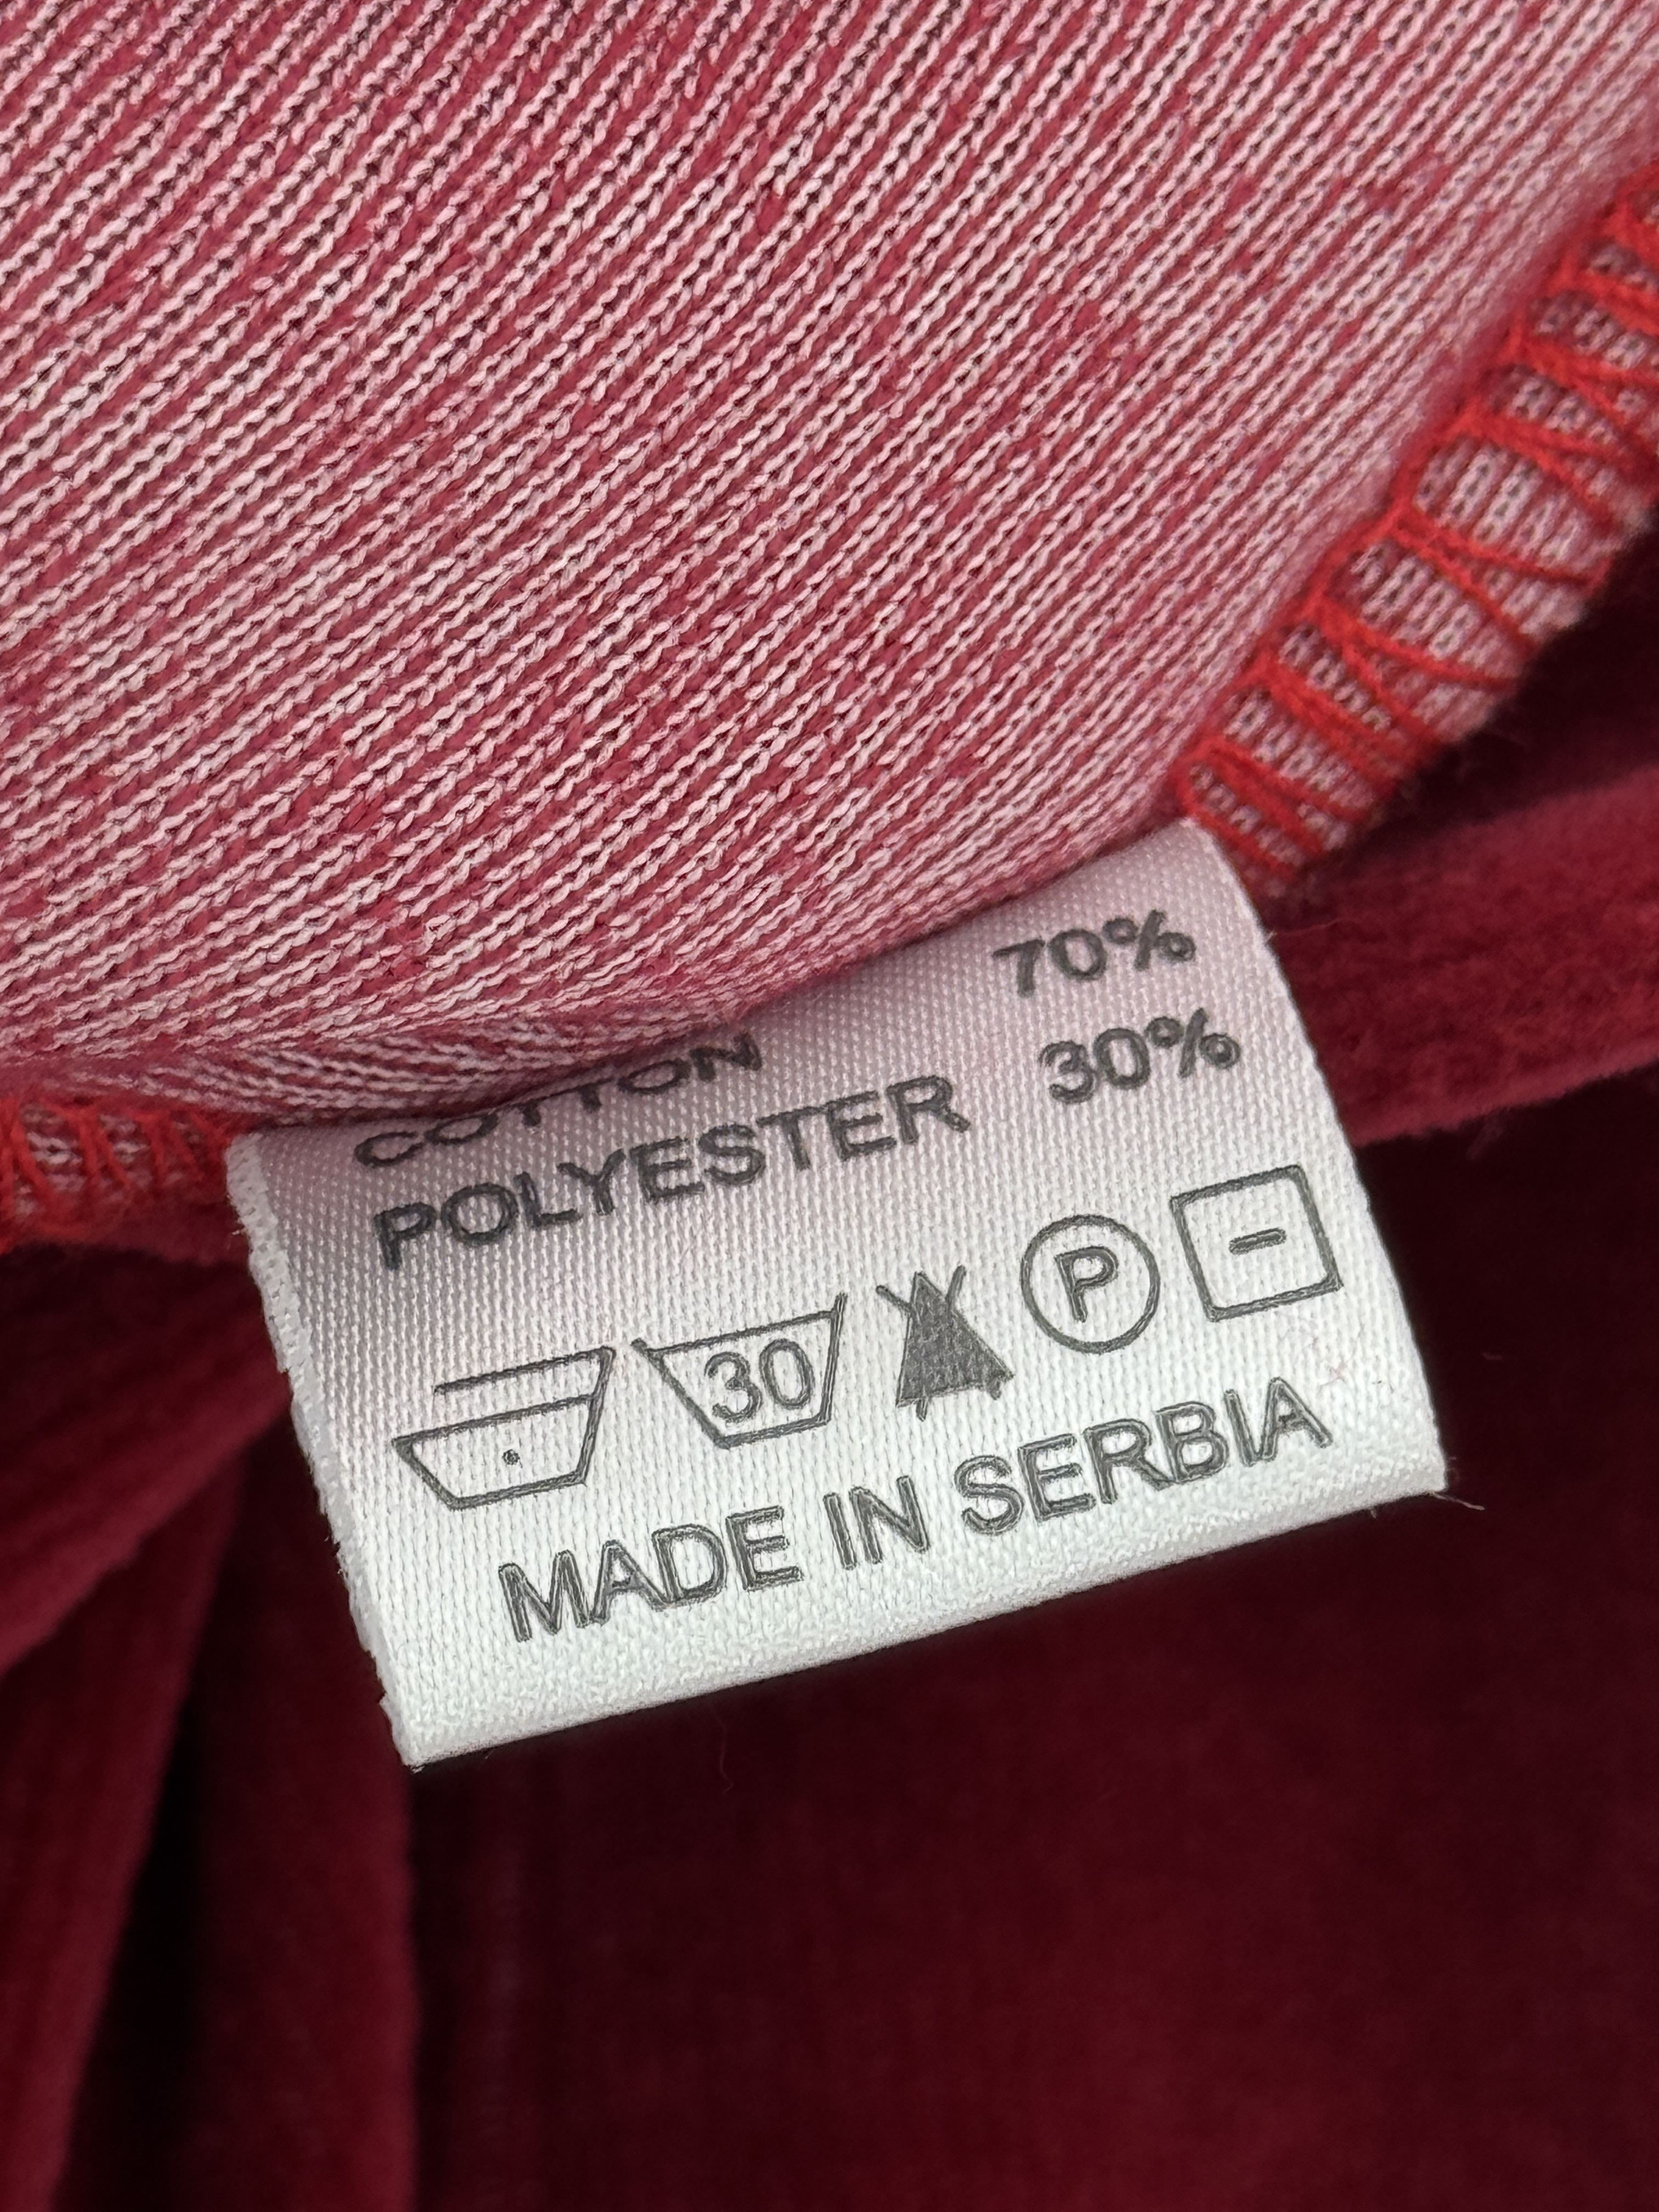 COTTON 70%
POLYESTER 30%
30 P
MADE IN SERBIA